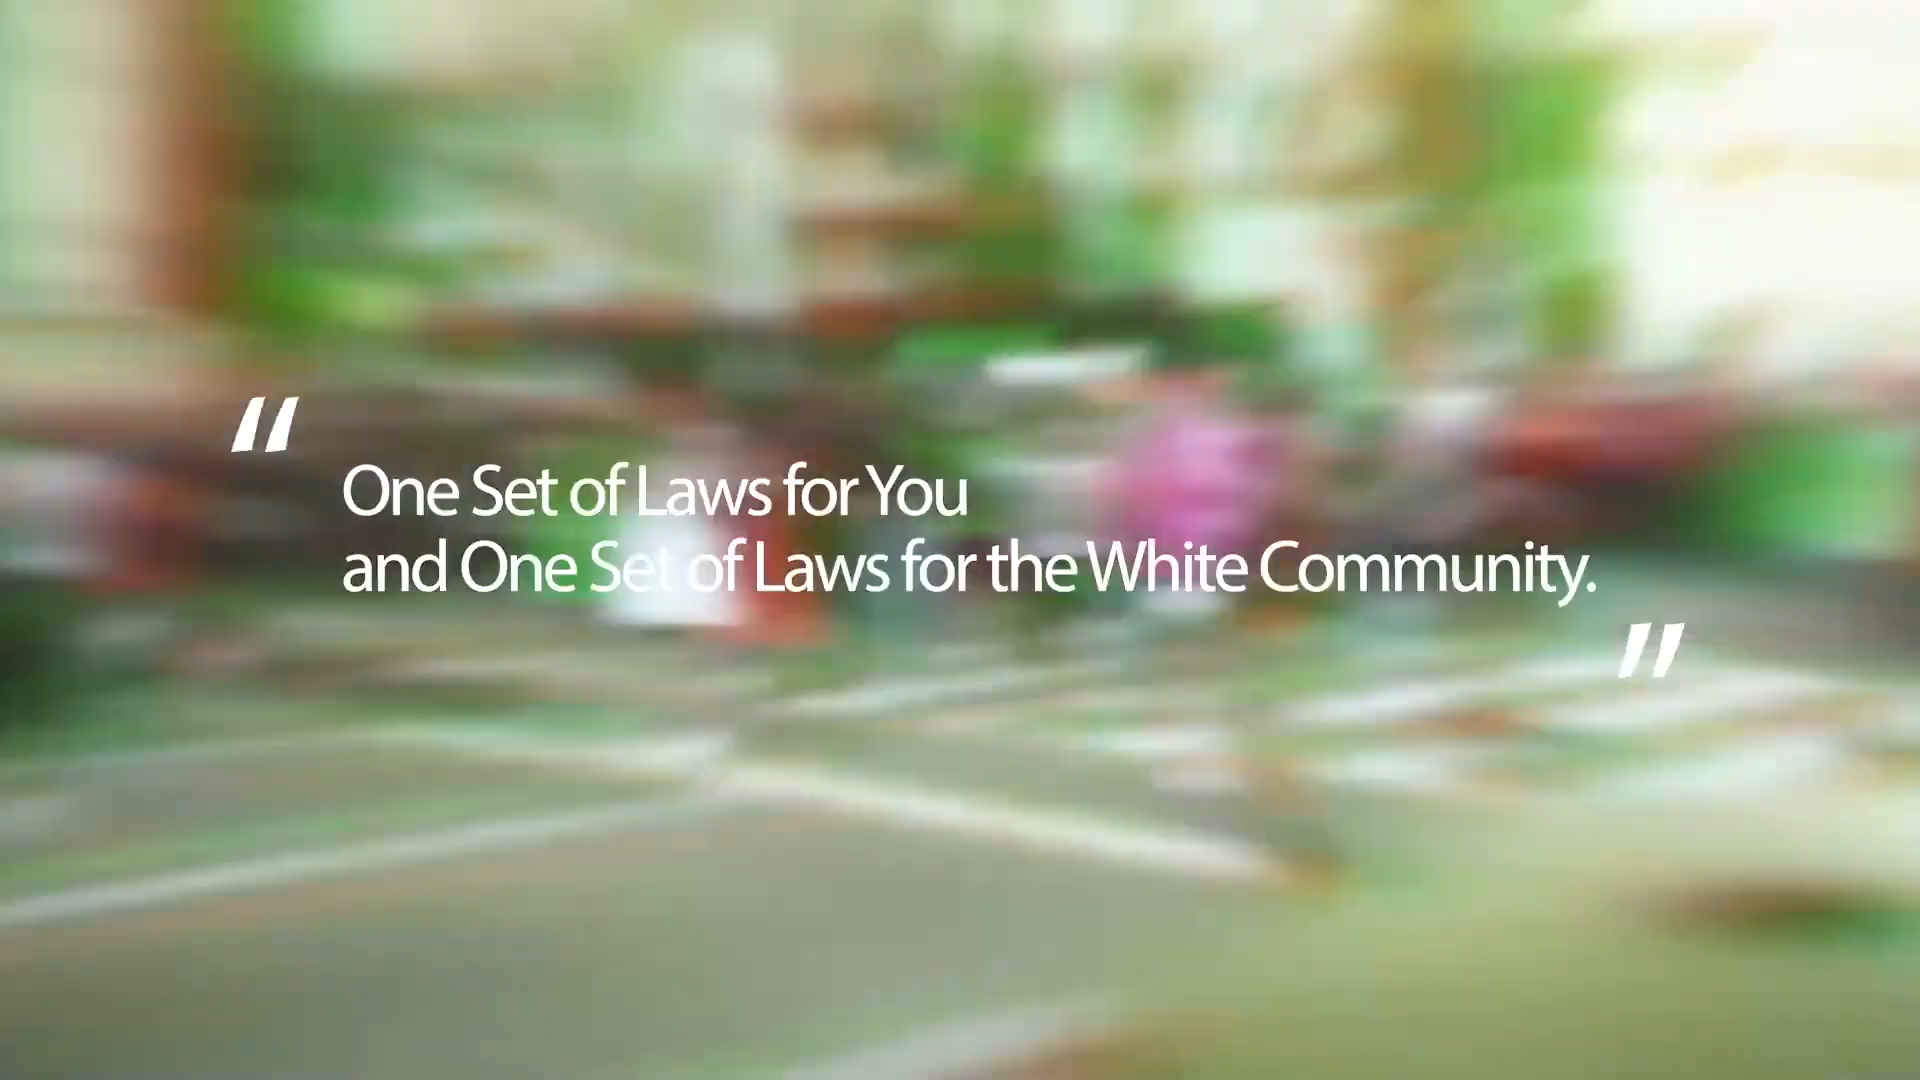 “
One Set of Laws for You
and One Set of Laws for the White Community.
”